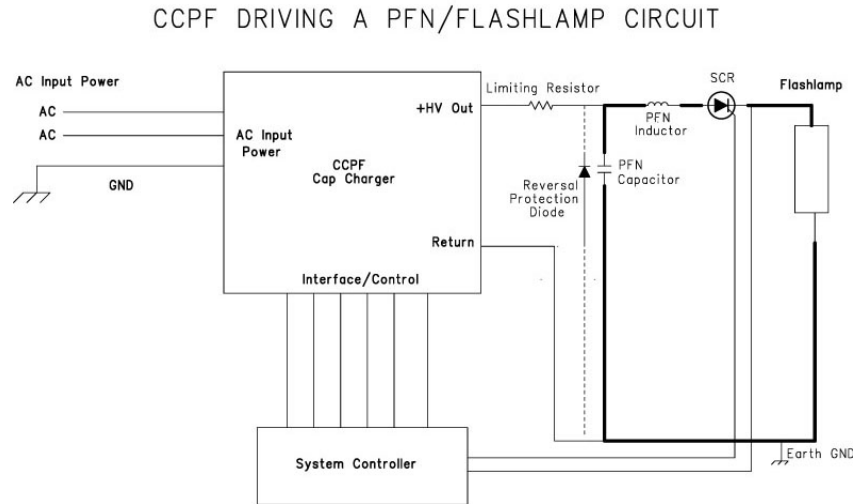 CCPF DRIVING A PFN/FLASHLAMP CIRCUIT
AC Input Power
AC
AC
GND
AC Input
Power
+HV Out
CCPF
Cap Charger
Return
Interface/Control
Limiting Resistor
SCR
Flashlamp
PFN
Inductor
PFN
Capacitor
Reversal
Protection
Diode
System Controller
Earth GND